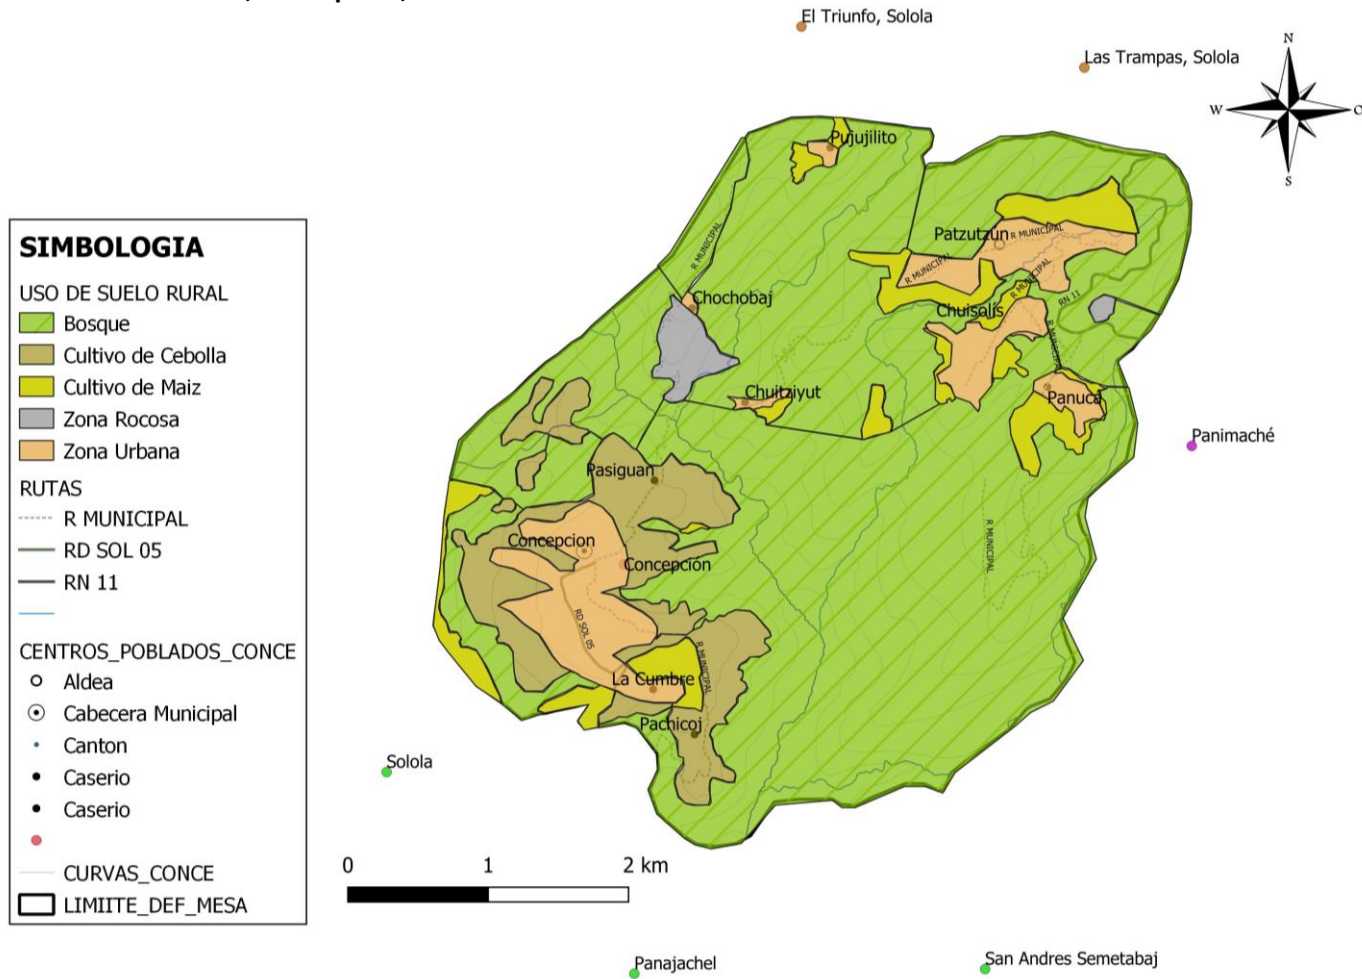 El Triunfo, Solola
Las Trampas, Solola
N
W
O
S
Pujujilito
R MUNICIPAL
Patzutzun
R MUNICIPAL
R MUNICIPAL
R MUNICIPAL
RN 11
Chochobaj
Chuisolís
R MUNICIPAL
Chuitziyut
Panuca
Panimaché
Pasiguan
R MUNICIPAL
Concepcion
Concepción
RD SOL 05
R MUNICIPAL
La Cumbre
Pachicoj
Solola
Panajachel
San Andres Semetabaj
0 1 2 km
SIMBOLOGIA
USO DE SUELO RURAL
Bosque
Cultivo de Cebolla
Cultivo de Maiz
Zona Rocosa
Zona Urbana
RUTAS
R MUNICIPAL
RD SOL 05
RN 11
CENTROS_POBLADOS_CONCE
Aldea
Cabecera Municipal
Canton
Caserio
Caserio
CURVAS_CONCE
LIMIITE_DEF_MESA